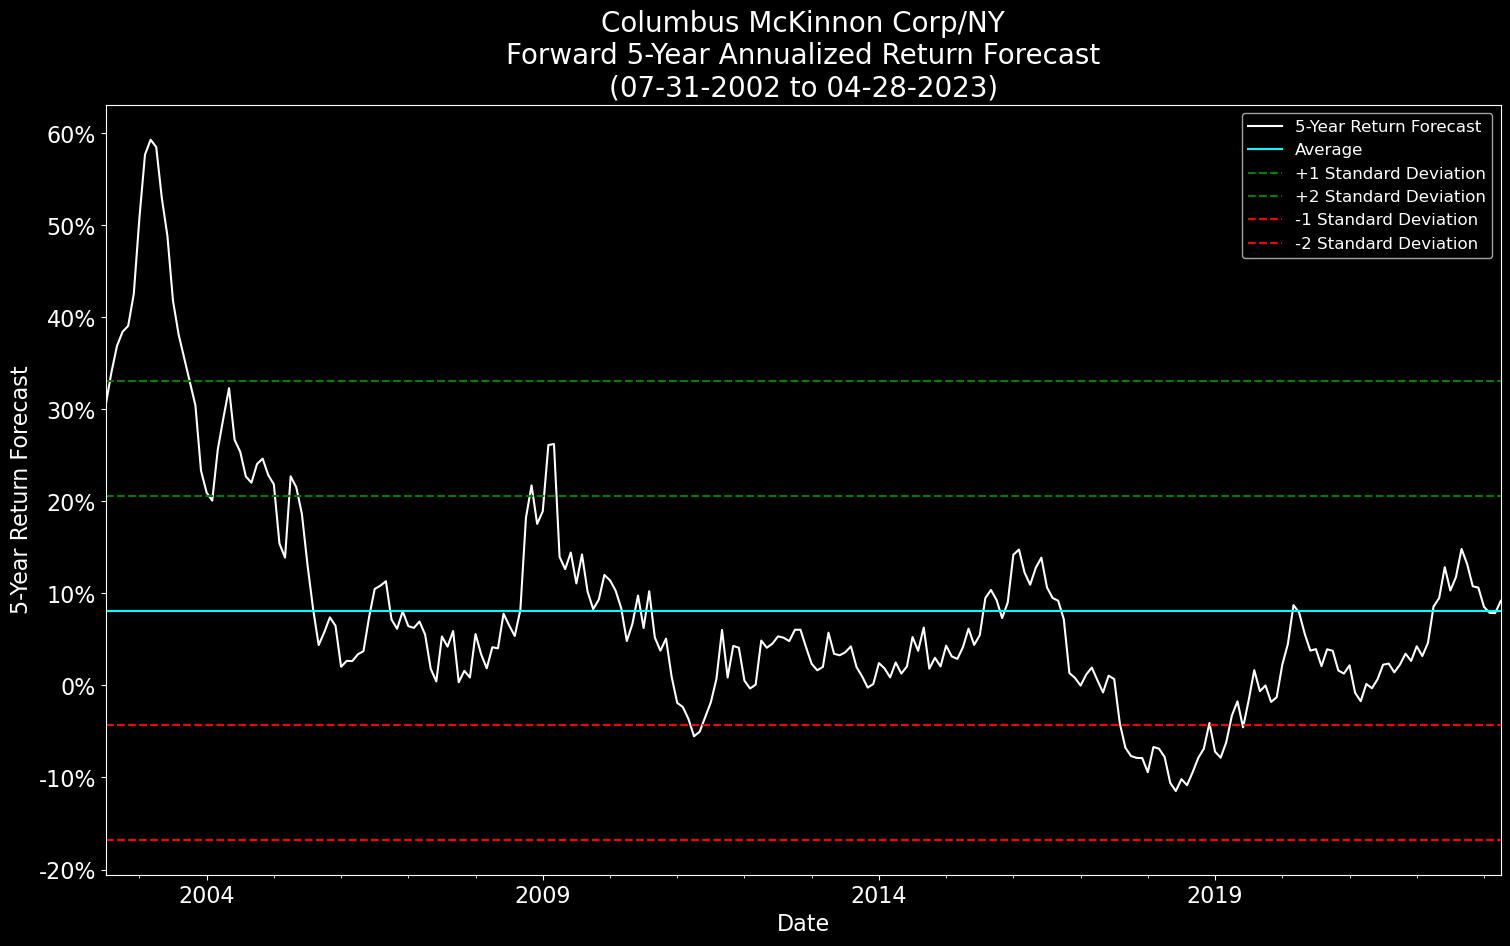 Columbus McKinnon Corp/NY
Forward 5-Year Annualized Return Forecast
(07-31-2002 to 04-28-2023)
5-Year Return Forecast
Average
+1 Standard Deviation
+2 Standard Deviation
-1 Standard Deviation
-2 Standard Deviation
5-Year Return Forecast
60%
50%
40%
30%
20%
10%
0%
-10%
-20%
2004
2009
2014
2019
Date